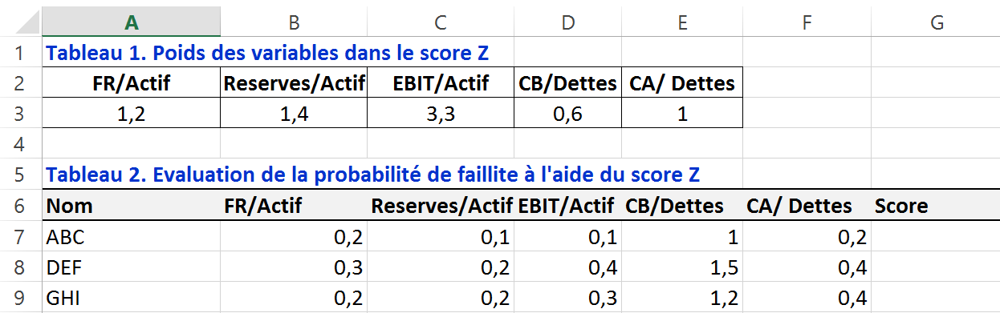 A B C D E F G
1 Tableau 1. Poids des variables dans le score Z
2 FR/Actif Reserves/Actif EBIT/Actif CB/Dettes CA/ Dettes
3 1,2 1,4 3,3 0,6 1
4
5 Tableau 2. Evaluation de la probabilité de faillite à l'aide du score Z
6 Nom FR/Actif Reserves/Actif EBIT/Actif CB/Dettes CA/ Dettes Score
7 ABC 0,2 0,1 0,1 1 0,2
8 DEF 0,3 0,2 0,4 1,5 0,4
9 GHI 0,2 0,2 0,3 1,2 0,4